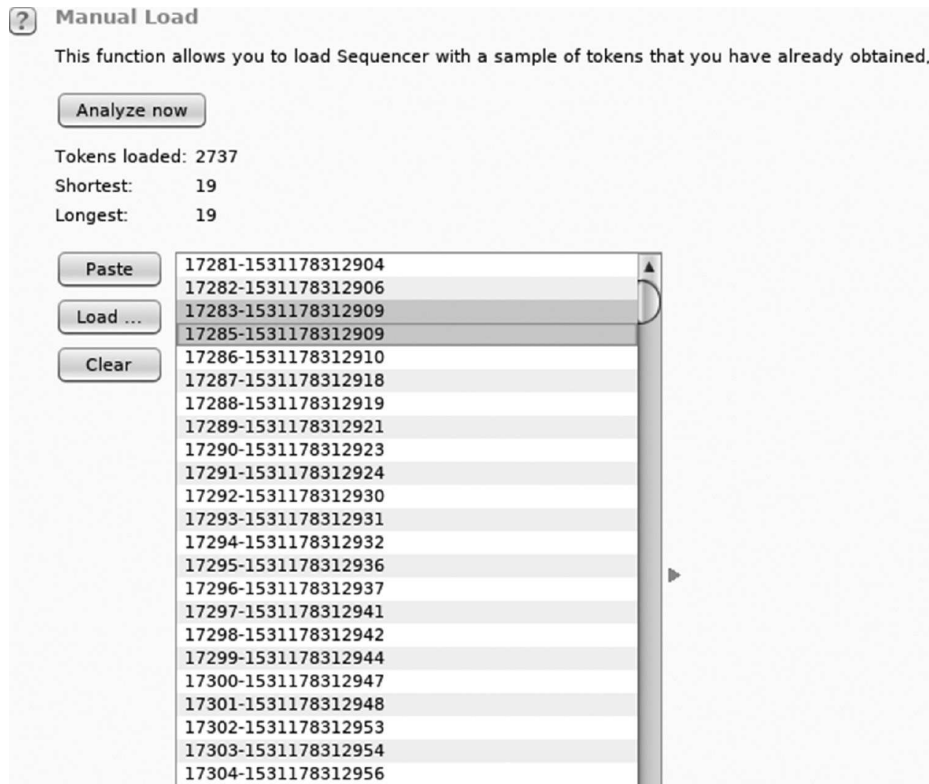 ? Manual Load
This function allows you to load Sequencer with a sample of tokens that you have already obtained,
Analyze now
Tokens loaded: 2737
Shortest: 19
Longest: 19
Paste
Load ...
Clear
17281-1531178312904
17282-1531178312906
17283-1531178312909
17285-1531178312909
17286-1531178312910
17287-1531178312918
17288-1531178312919
17289-1531178312921
17290-1531178312923
17291-1531178312924
17292-1531178312930
17293-1531178312931
17294-1531178312932
17295-1531178312936
17296-1531178312937
17297-1531178312941
17298-1531178312942
17299-1531178312944
17300-1531178312947
17301-1531178312948
17302-1531178312953
17303-1531178312954
17304-1531178312956